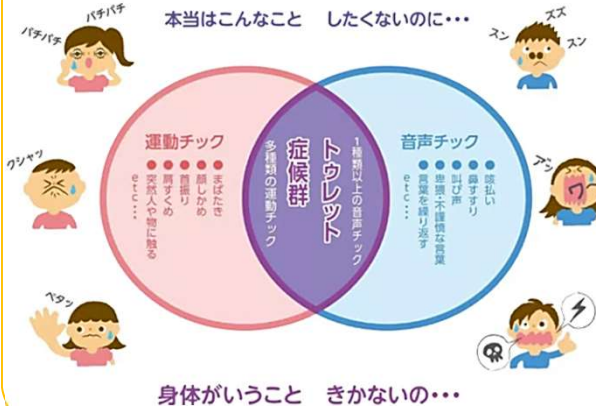 本当はこんなこと　したくないのに・・・
パチパチ
パチパチ
ズズ
スン
スン
クシャッ
ペタッ
運動チック
●まばたき
●顔しかめ
●首振り
●肩すくめ
●突然人や物に触る
etc・・・
1種類以上の音声チック
トゥレット
症候群
多種類の運動チック
音声チック
●咳払い
●鼻すすり
●叫び声
●卑猥・不謹慎な言葉
●言葉を繰り返す
etc・・・
アッ
ワー
身体がいうこと　きかないの・・・